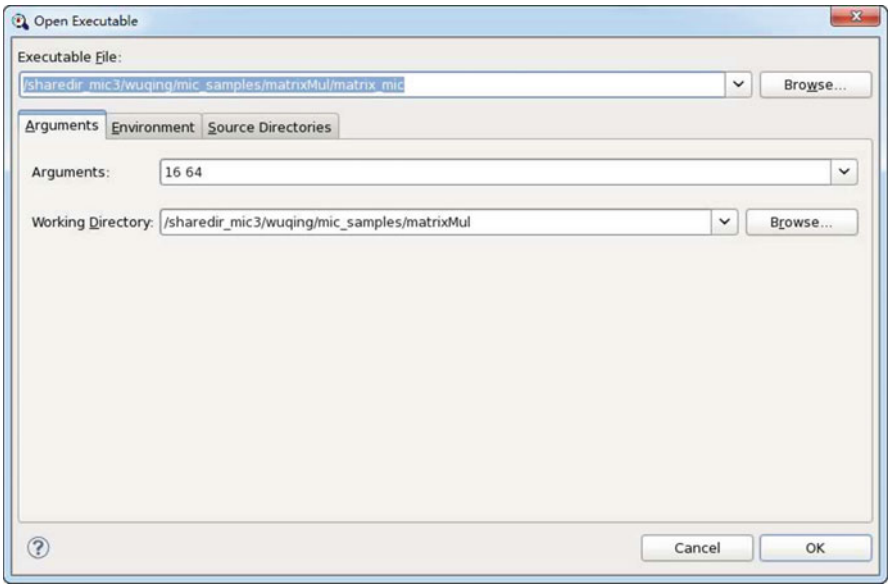 Open Executable
Executable File:
/sharedir_mic3/wuqing/mic_samples/matrixMul/matrix_mic
Browse...
Arguments Environment Source Directories
Arguments: 16 64
Working Directory: /sharedir_mic3/wuqing/mic_samples/matrixMul Browse...
Cancel OK